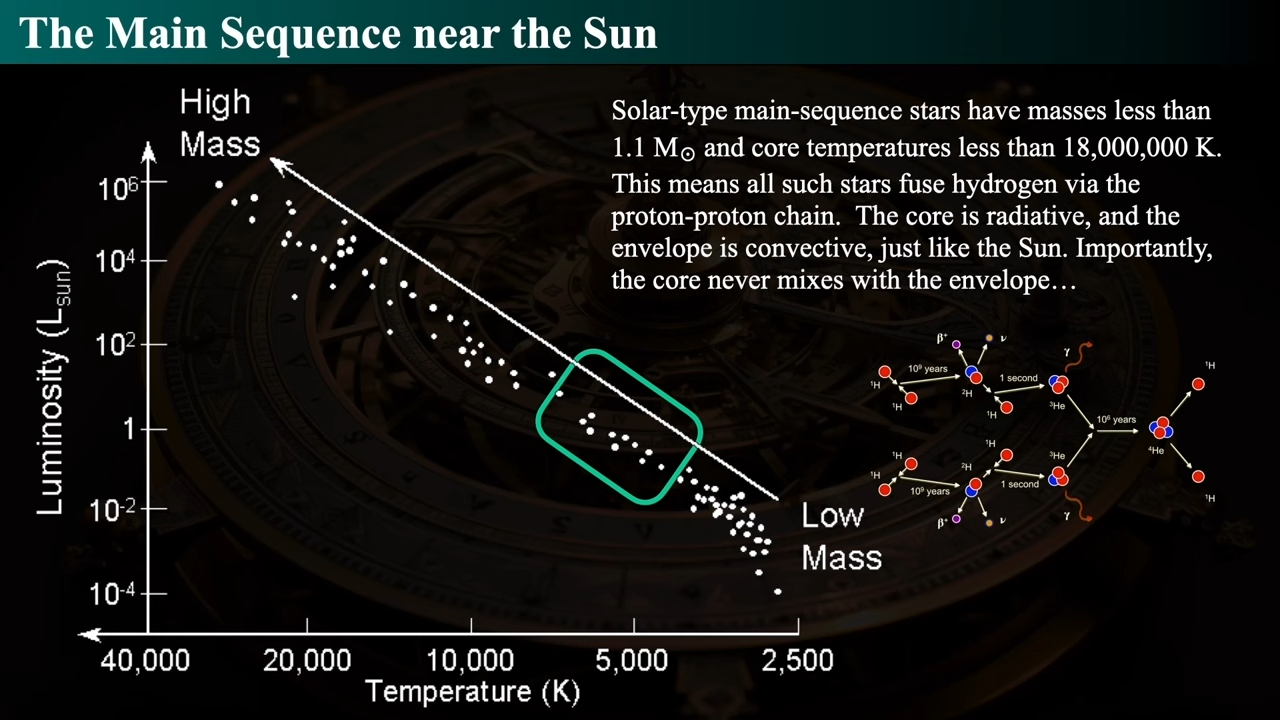 The Main Sequence near the Sun
High
Mass
Solar-type main-sequence stars have masses less than
1.1 M☉ and core temperatures less than 18,000,000 K.
This means all such stars fuse hydrogen via the
proton-proton chain.  The core is radiative, and the
envelope is convective, just like the Sun. Importantly,
the core never mixes with the envelope…
Luminosity (Lsun)
10⁶
10⁴
10²
1
10⁻²
10⁻⁴
Low
Mass
40,000 20,000 10,000 5,000 2,500
Temperature (K)
β⁺ ν γ
¹H 10⁹ years 1 second ¹H
¹H ²H ¹H ³He
10⁶ years
⁴He
¹H ¹H ²H ¹H ³He
10⁹ years 1 second
¹H
β⁺ ν γ